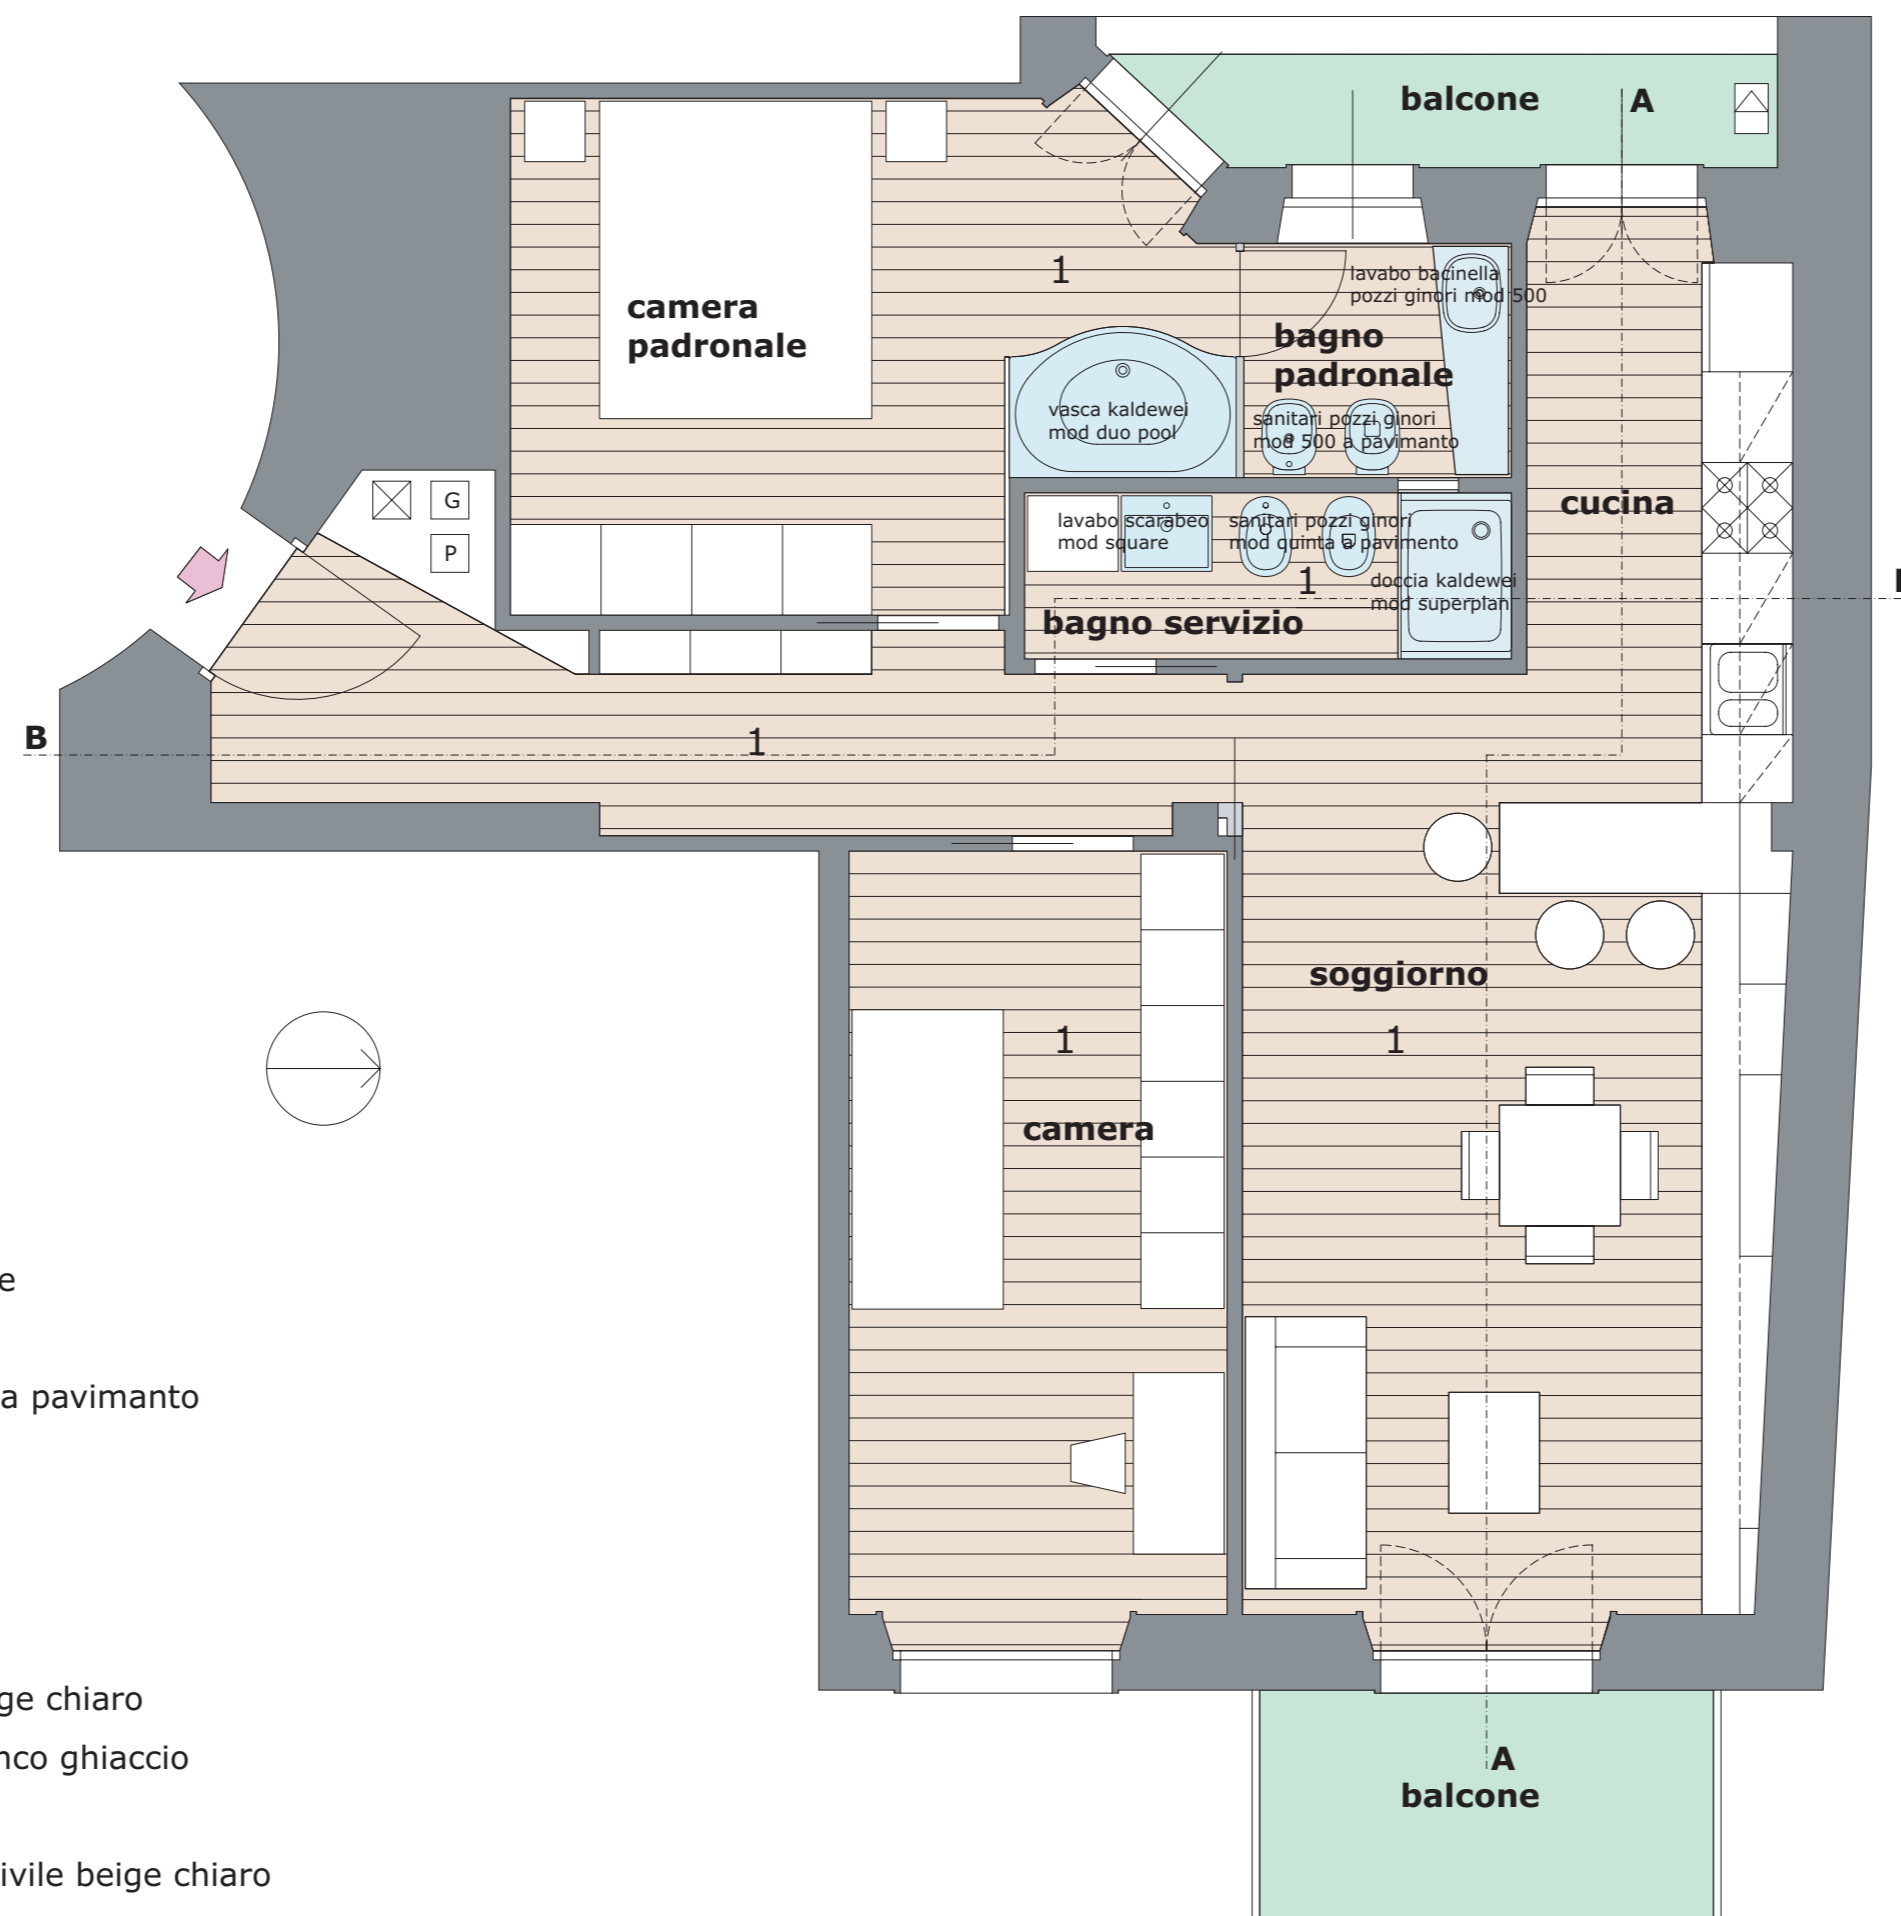 balcone
A
1
camera
padronale
lavabo bacinella
pozzi ginori mod 500
bagno
padronale
vasca kaldewei
mod duo pool
sanitari pozzi ginori
mod 500 a pavimanto
G
P
cucina
lavabo scarabeo
mod square
sanitari pozzi ginori
mod quinta a pavimento
1
doccia kaldewei
mod superplan
bagno servizio
B
1
soggiorno
1
1
camera
e
a pavimanto
ge chiaro
nco ghiaccio
A
balcone
ivile beige chiaro